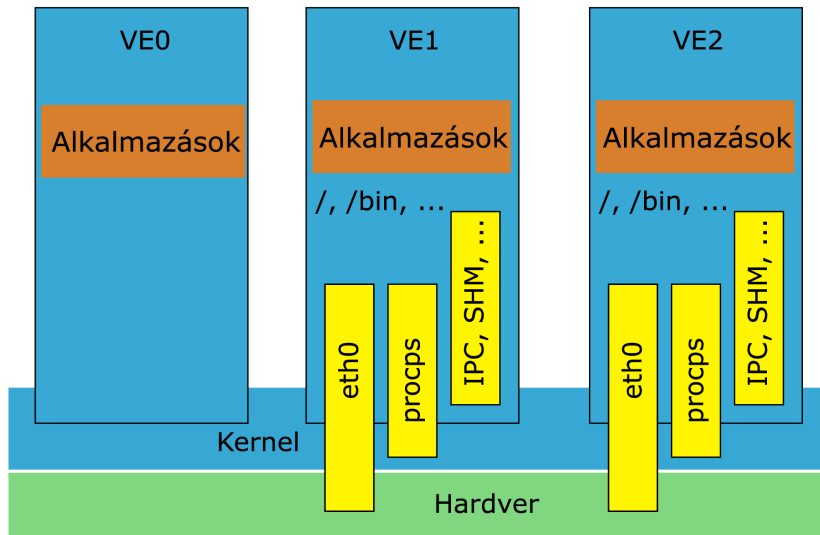 VE0
Alkalmazások
VE1
Alkalmazások
/, /bin, ...
eth0
procps
IPC, SHM, ...
VE2
Alkalmazások
/, /bin, ...
eth0
procps
IPC, SHM, ...
Kernel
Hardver